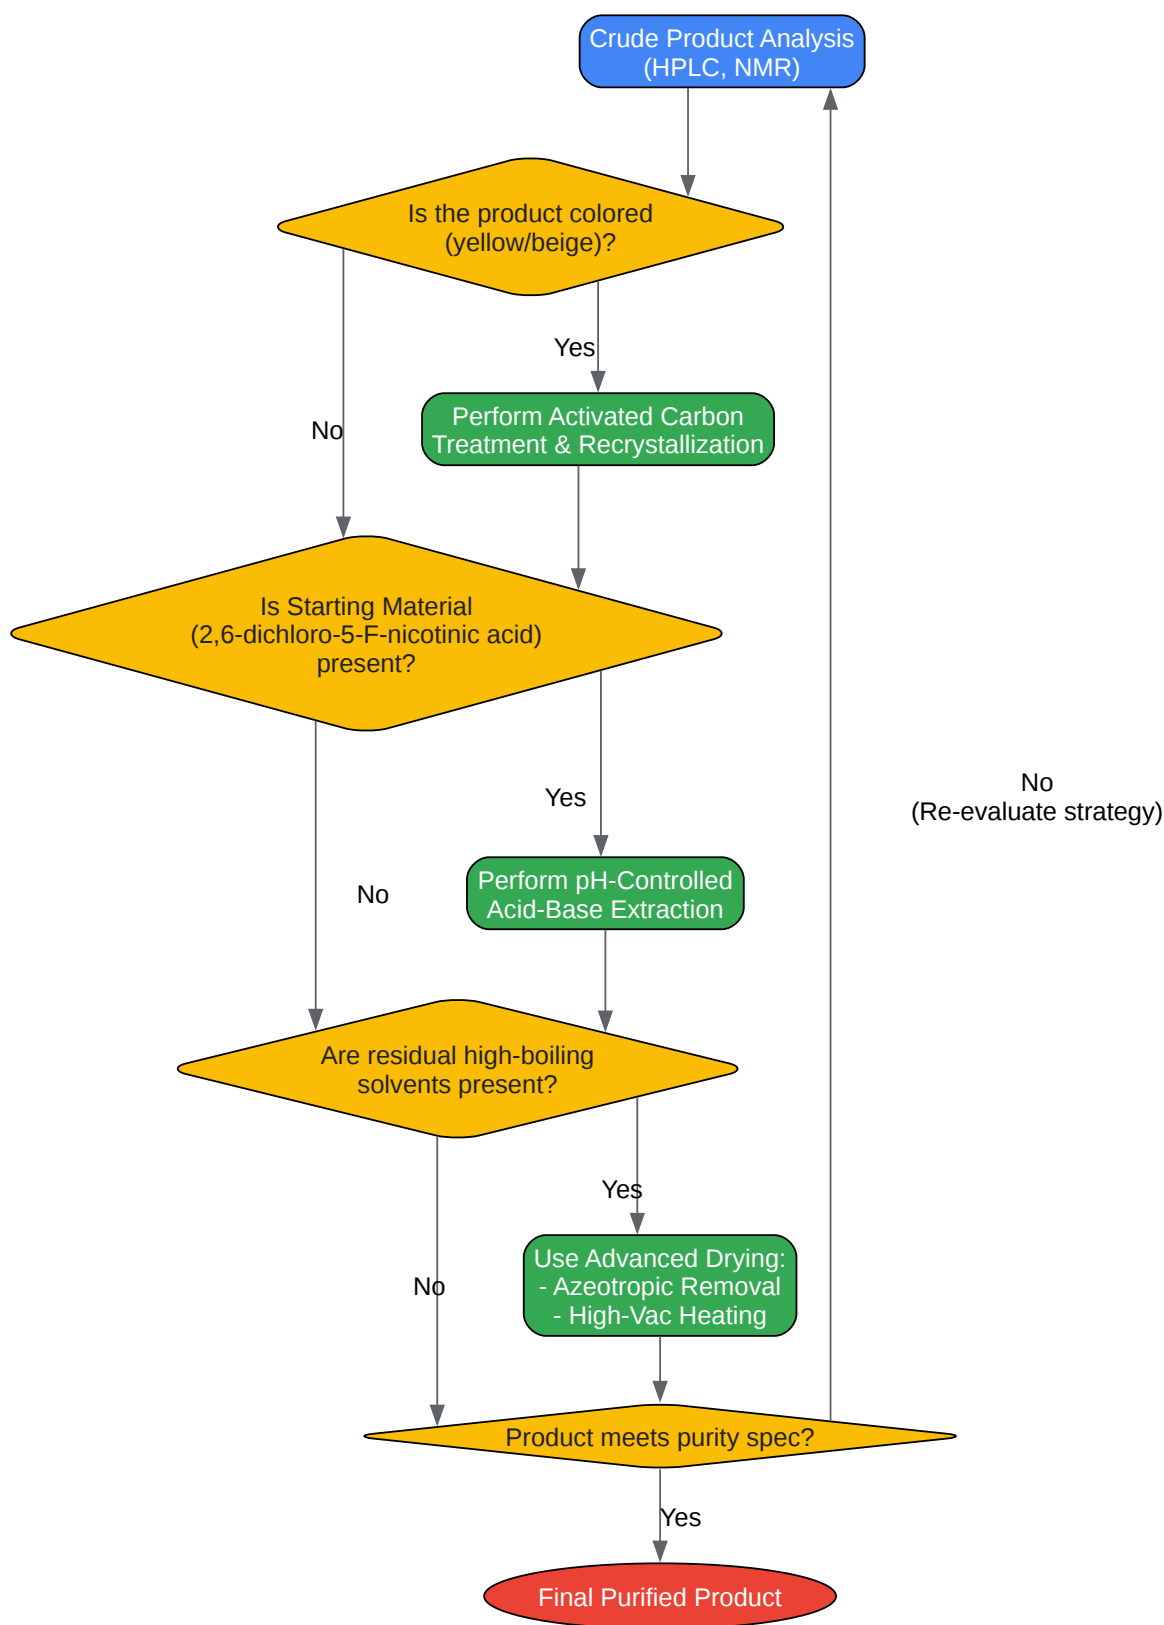 Crude Product Analysis
(HPLC, NMR)
Is the product colored
(yellow/beige)?
Yes
Perform Activated Carbon
Treatment & Recrystallization
No
Is Starting Material
(2,6-dichloro-5-F-nicotinic acid)
present?
Yes
No
(Re-evaluate strategy)
Perform pH-Controlled
Acid-Base Extraction
No
Are residual high-boiling
solvents present?
Yes
Use Advanced Drying:
- Azeotropic Removal
- High-Vac Heating
No
Product meets purity spec?
Yes
Final Purified Product